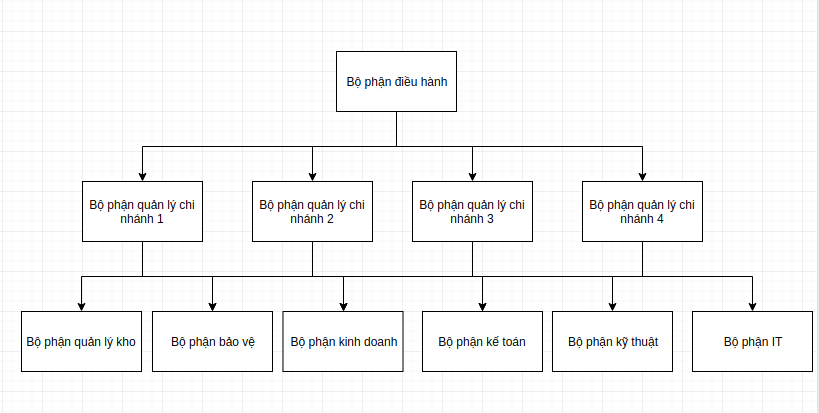 Bộ phận điều hành
Bộ phận quản lý chi
nhánh 1
Bộ phận quản lý chi
nhánh 2
Bộ phận quản lý chi
nhánh 3
Bộ phận quản lý chi
nhánh 4
Bộ phận quản lý kho
Bộ phận bảo vệ
Bộ phận kinh doanh
Bộ phận kế toán
Bộ phận kỹ thuật
Bộ phận IT